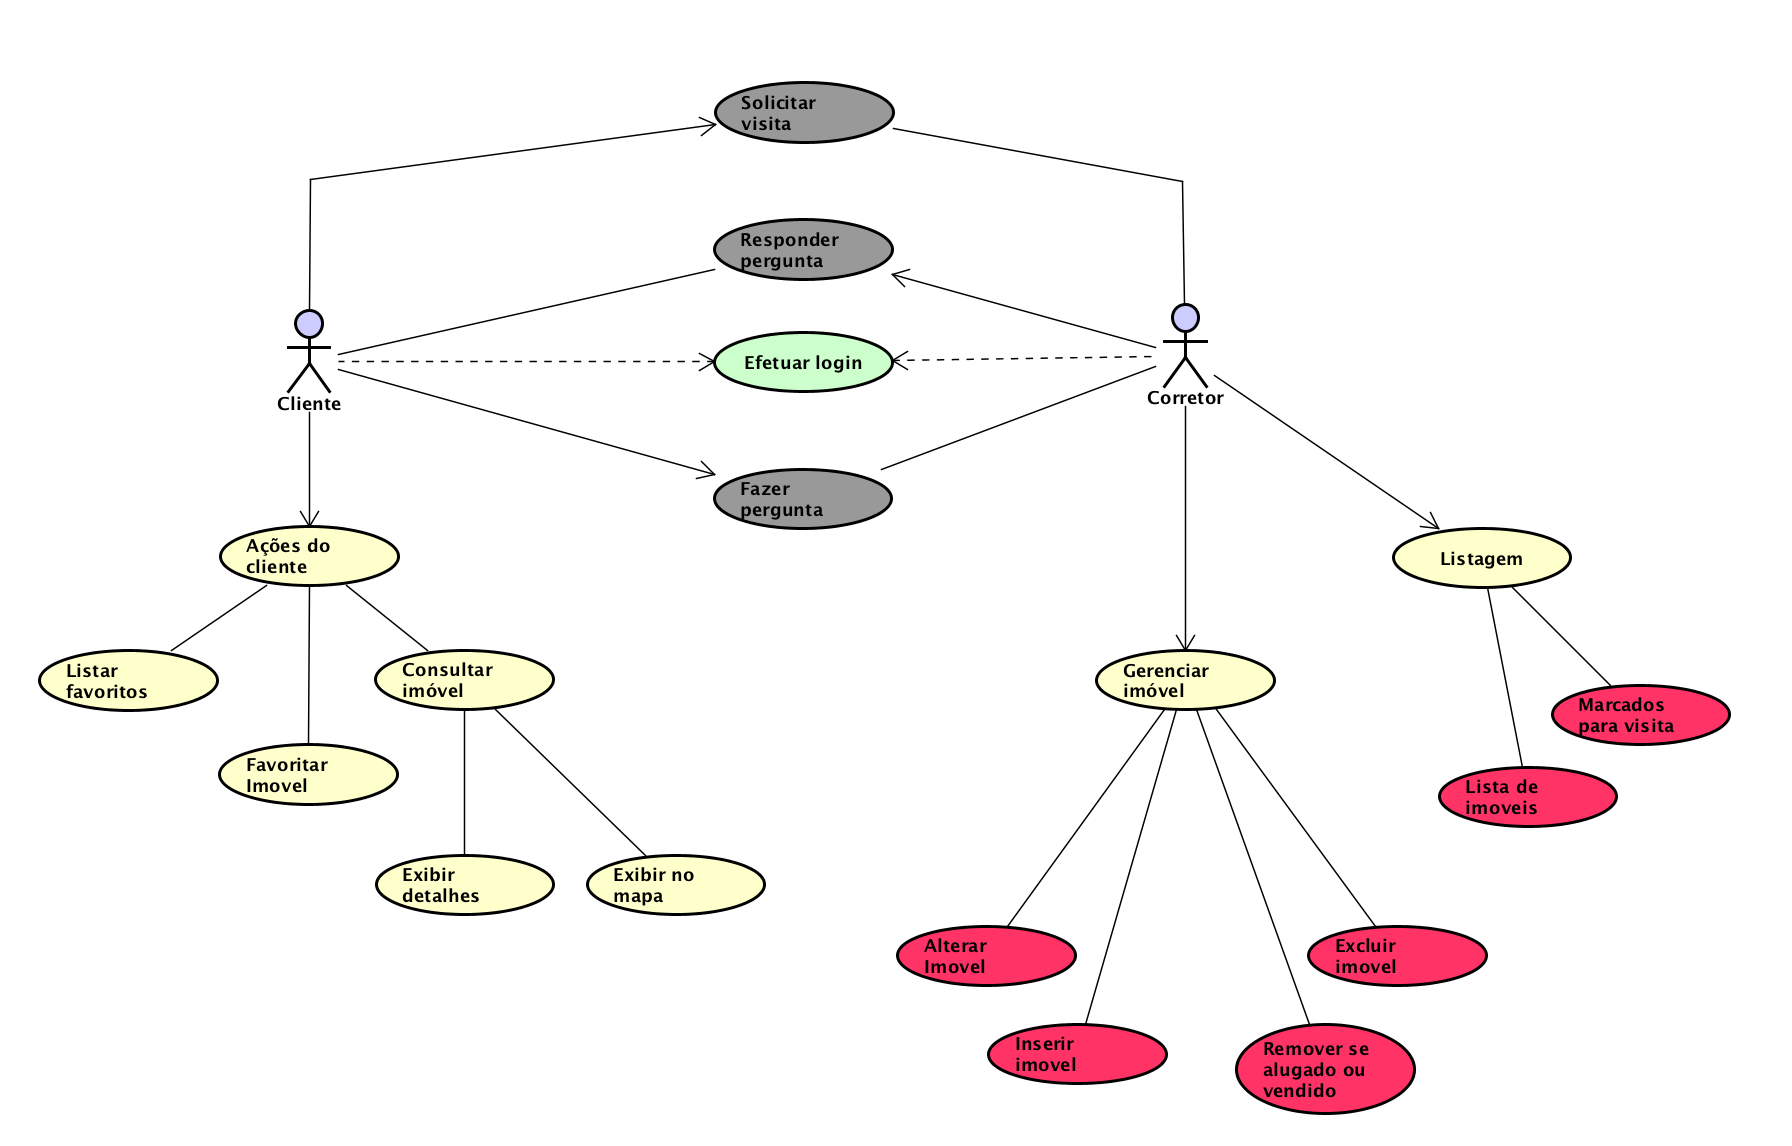 Solicitar
visita
Responder
pergunta
Efetuar login
Cliente
Corretor
Fazer
pergunta
Ações do
cliente
Listagem
Listar
favoritos
Consultar
imóvel
Gerenciar
imóvel
Marcados
para visita
Favoritar
Imovel
Lista de
imoveis
Exibir
detalhes
Exibir no
mapa
Alterar
Imovel
Excluir
imovel
Inserir
imovel
Remover se
alugado ou
vendido